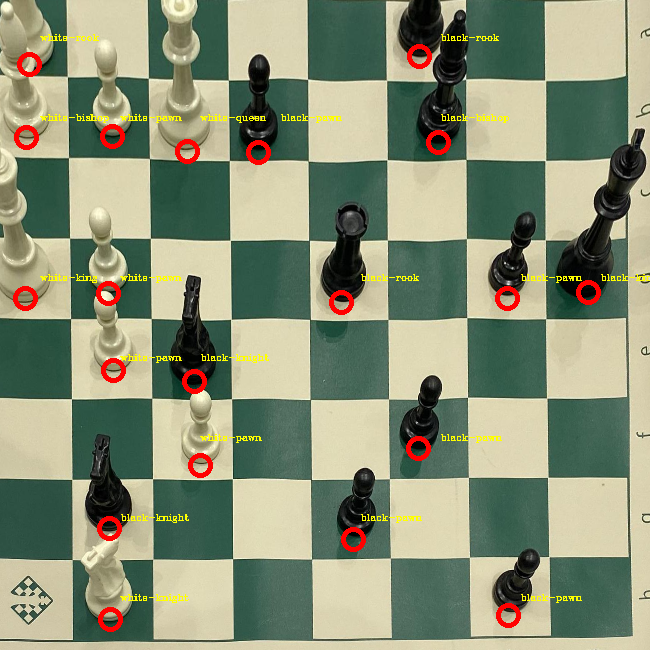 white-rook
black-rook
a
white-bishop
white-pawn
white-queen
black-pawn
black-bishop
b
c
white-king
white-pawn
black-rook
black-pawn
white-pawn
black-knight
e
white-pawn
black-pawn
f
black-knight
black-pawn
g
white-knight
black-pawn
h